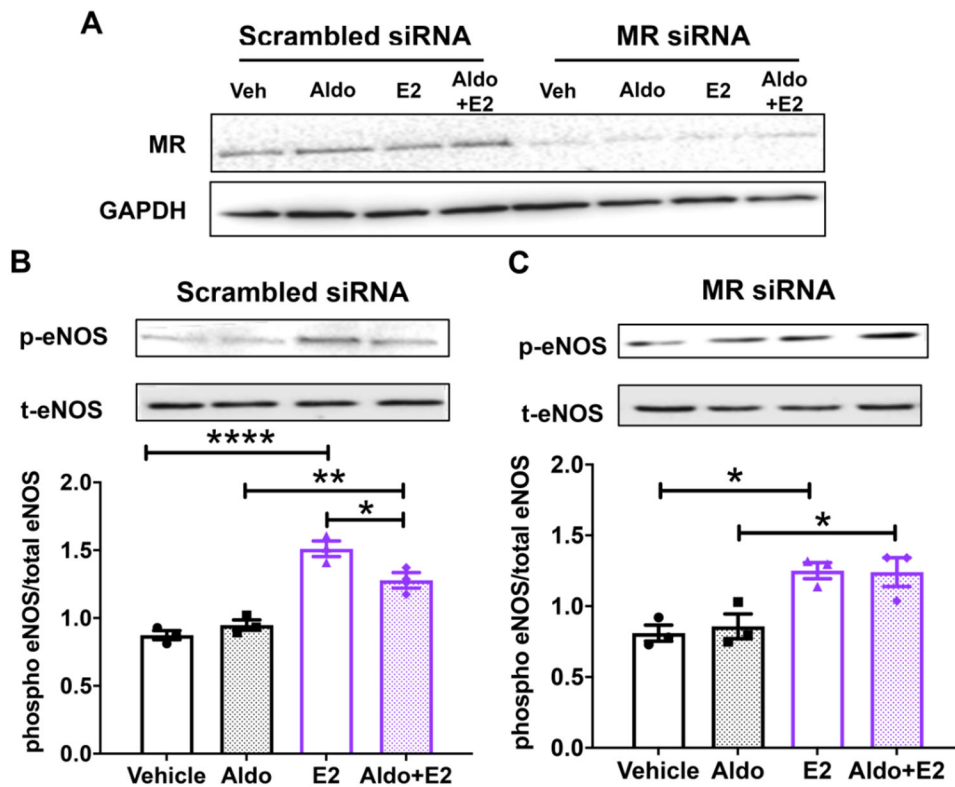 A
Scrambled siRNA MR siRNA
Veh Aldo E2 Aldo +E2 Veh Aldo E2 Aldo +E2
MR
GAPDH
B
Scrambled siRNA
p-eNOS
t-eNOS
****
**
*
phospho eNOS/total eNOS
2.0
1.5
1.0
0.5
0.0
Vehicle Aldo E2 Aldo+E2
C
MR siRNA
p-eNOS
t-eNOS
*
*
phospho eNOS/total eNOS
2.0
1.5
1.0
0.5
0.0
Vehicle Aldo E2 Aldo+E2